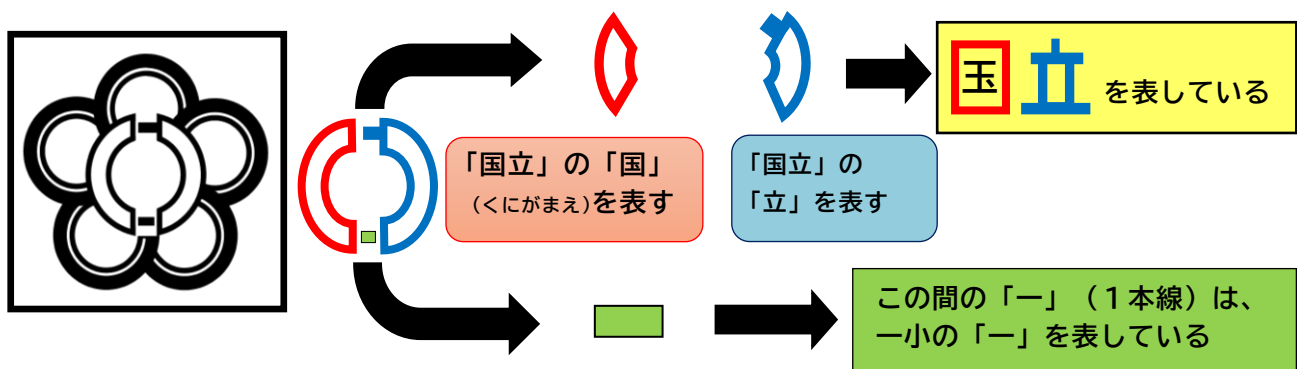 国立を表している
「国立」の「国」
(くにがまえ)を表す
「国立」の
「立」を表す
この間の「一」（１本線）は、
一小の「一」を表している